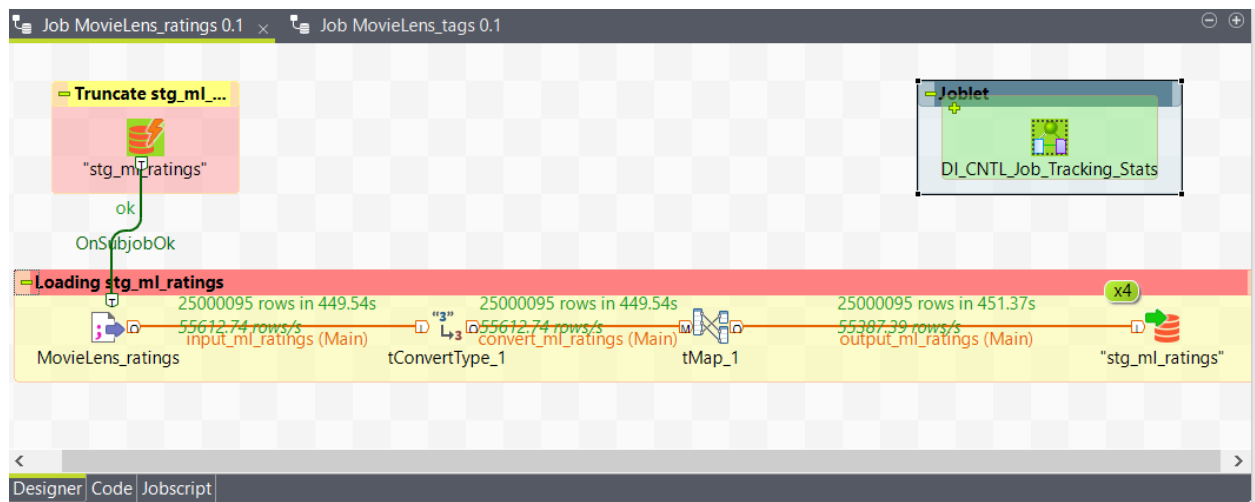 Job MovieLens_ratings 0.1
Job MovieLens_tags 0.1
Truncate stg_ml_...
"stg_ml_ratings"
Joblet
DI_CNTL_Job_Tracking_Stats
ok
OnSubjobOk
Loading stg_ml_ratings
x4
25000095 rows in 449.54s
25000095 rows in 449.54s
25000095 rows in 451.37s
55612.74 rows/s
55612.74 rows/s
55387.39 rows/s
input_ml_ratings (Main)
convert_ml_ratings (Main)
output_ml_ratings (Main)
MovieLens_ratings
tConvertType_1
tMap_1
"stg_ml_ratings"
Designer
Code
Jobscript